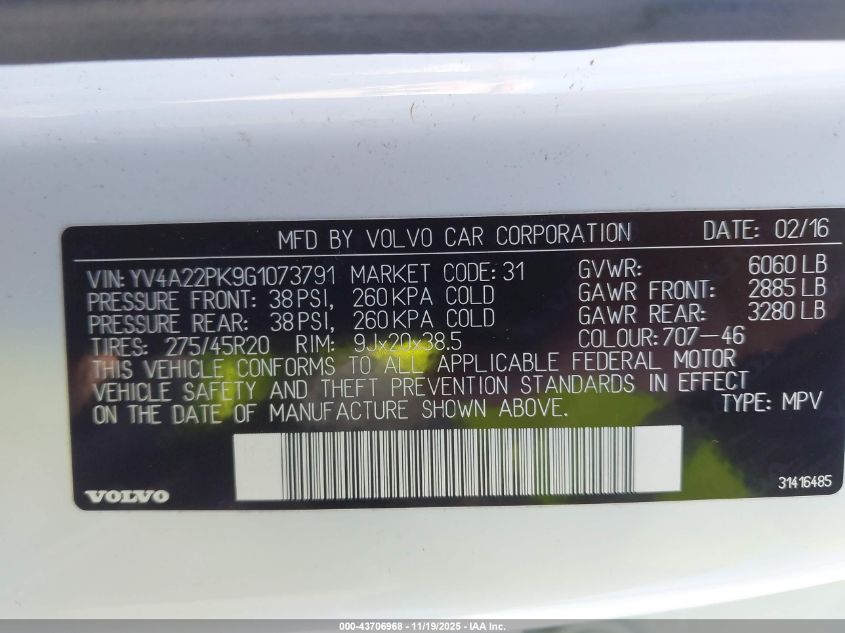 MFD BY VOLVO CAR CORPORATION DATE: 02/16
VIN: YV4A22PK9G1073791 MARKET CODE: 31 GVWR: 6060 LB
PRESSURE FRONT: 38 PSI, 260 KPA COLD GAWR FRONT: 2885 LB
PRESSURE REAR: 38 PSI, 260 KPA COLD GAWR REAR: 3280 LB
TIRES: 275/45R20 RIM: 9Jx20x38.5 COLOUR: 707-46
THIS VEHICLE CONFORMS TO ALL APPLICABLE FEDERAL MOTOR
VEHICLE SAFETY AND THEFT PREVENTION STANDARDS IN EFFECT
ON THE DATE OF MANUFACTURE SHOWN ABOVE. TYPE: MPV
VOLVO 31416485
000-43706968 - 11/19/2025 - IAA Inc.